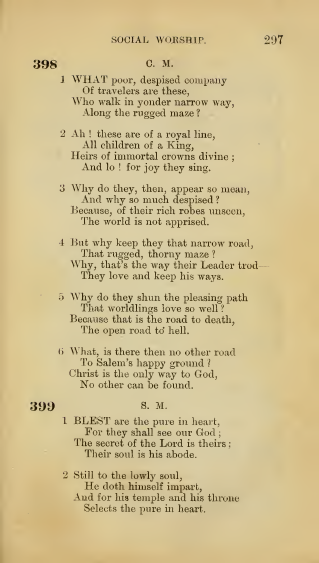 SOCIAL WORSHIP. 297
398 C. M.
1 WHAT poor, despised company
Of travelers are these,
Who walk in yonder narrow way,
Along the rugged maze?
2 Ah! these are of a royal line,
All children of a King,
Heirs of immortal crowns divine;
And lo! for joy they sing.
3 Why do they, then, appear so mean,
And why so much despised?
Because, of their rich robes unseen,
The world is not apprised.
4 But why keep they that narrow road,
That rugged, thorny maze?
Why, that's the way their Leader trod—
They love and keep his ways.
5 Why do they shun the pleasing path
That worldlings love so well?
Because that is the road to death,
The open road to hell.
6 What, is there then no other road
To Salem's happy ground?
Christ is the only way to God,
No other can be found.
399 S. M.
1 BLEST are the pure in heart,
For they shall see our God;
The secret of the Lord is theirs;
Their soul is his abode.
2 Still to the lowly soul,
He doth himself impart,
And for his temple and his throne
Selects the pure in heart.